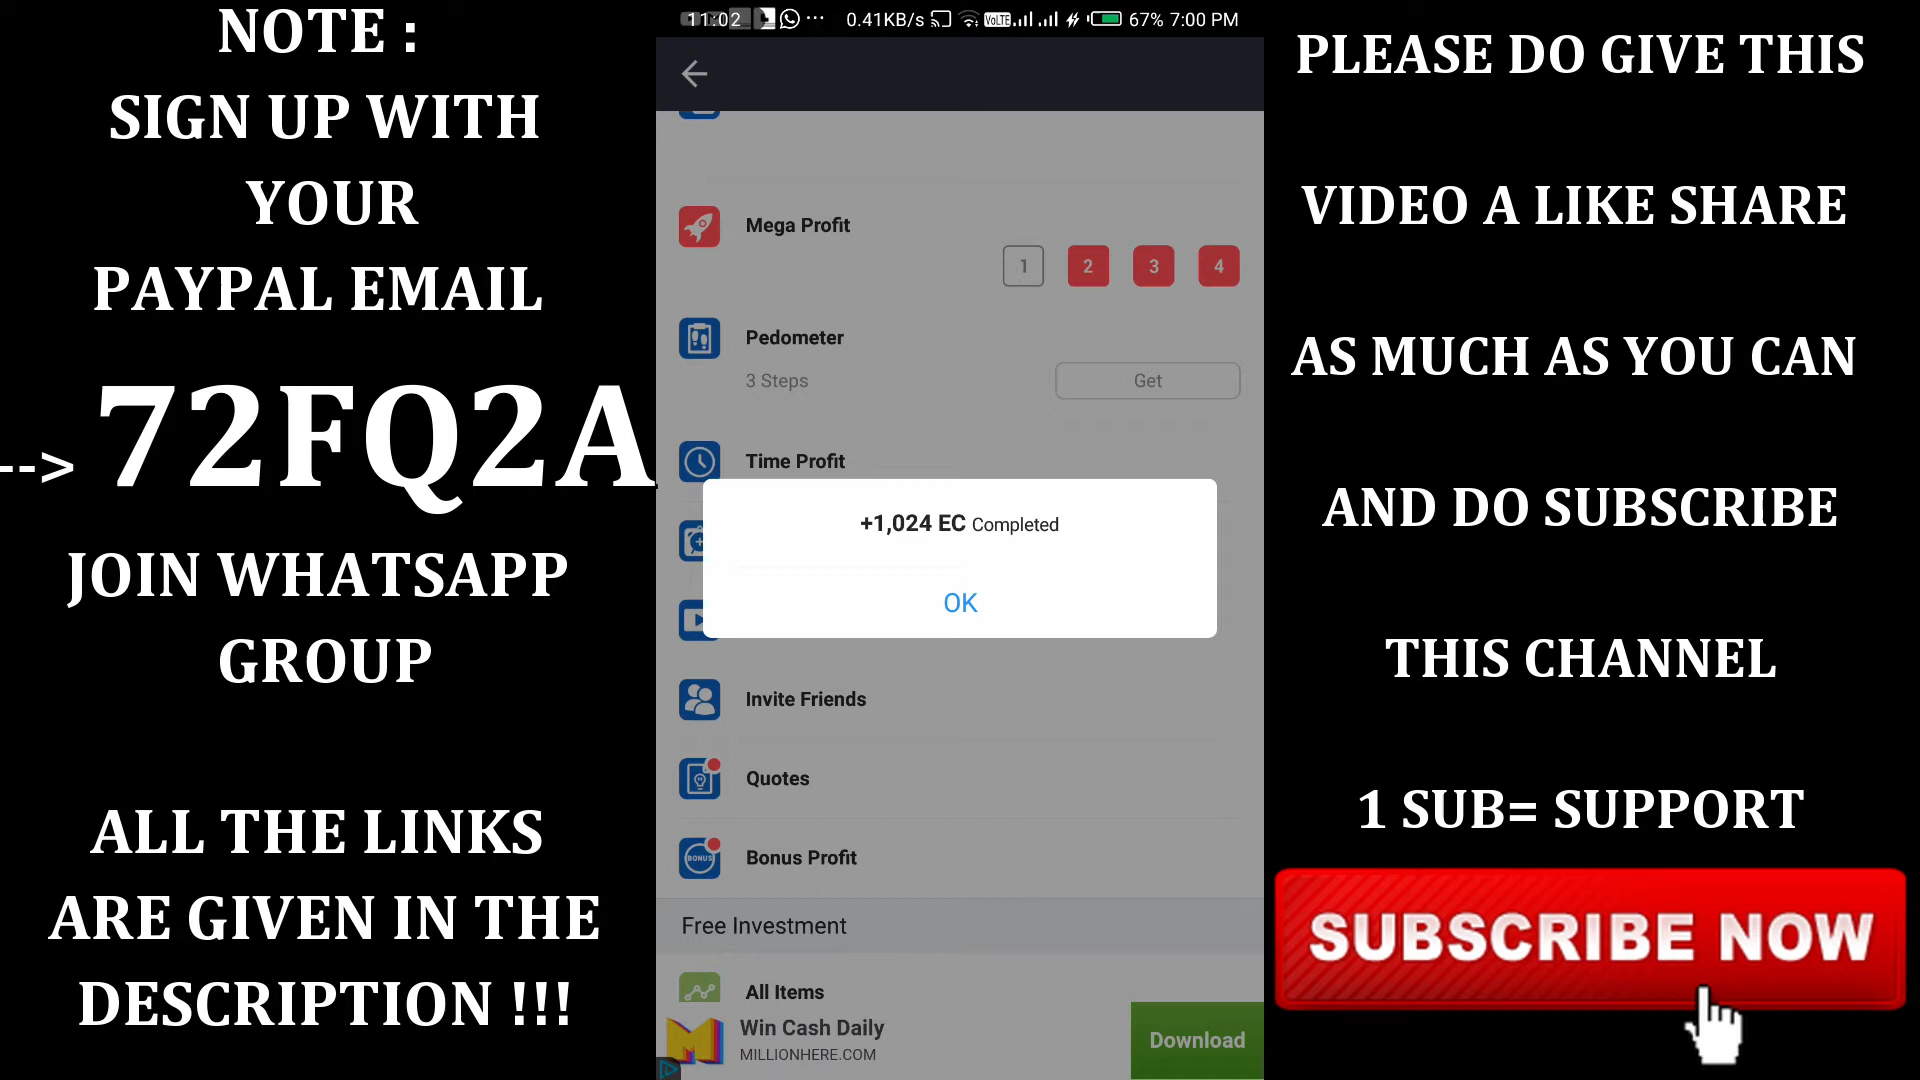 NOTE :
SIGN UP WITH
YOUR
PAYPAL EMAIL
--> 72FQ2A
JOIN WHATSAPP
GROUP
ALL THE LINKS
ARE GIVEN IN THE
DESCRIPTION !!!
11:02 ... 0.41KB/s VoLTE 67% 7:00 PM
Mega Profit
1 2 3 4
Pedometer
3 Steps Get
Time Profit
+1,024 EC Completed
OK
Invite Friends
Quotes
BONUS Bonus Profit
Free Investment
All Items
Win Cash Daily
MILLIONHERE.COM
Download
PLEASE DO GIVE THIS
VIDEO A LIKE SHARE
AS MUCH AS YOU CAN
AND DO SUBSCRIBE
THIS CHANNEL
1 SUB= SUPPORT
SUBSCRIBE NOW